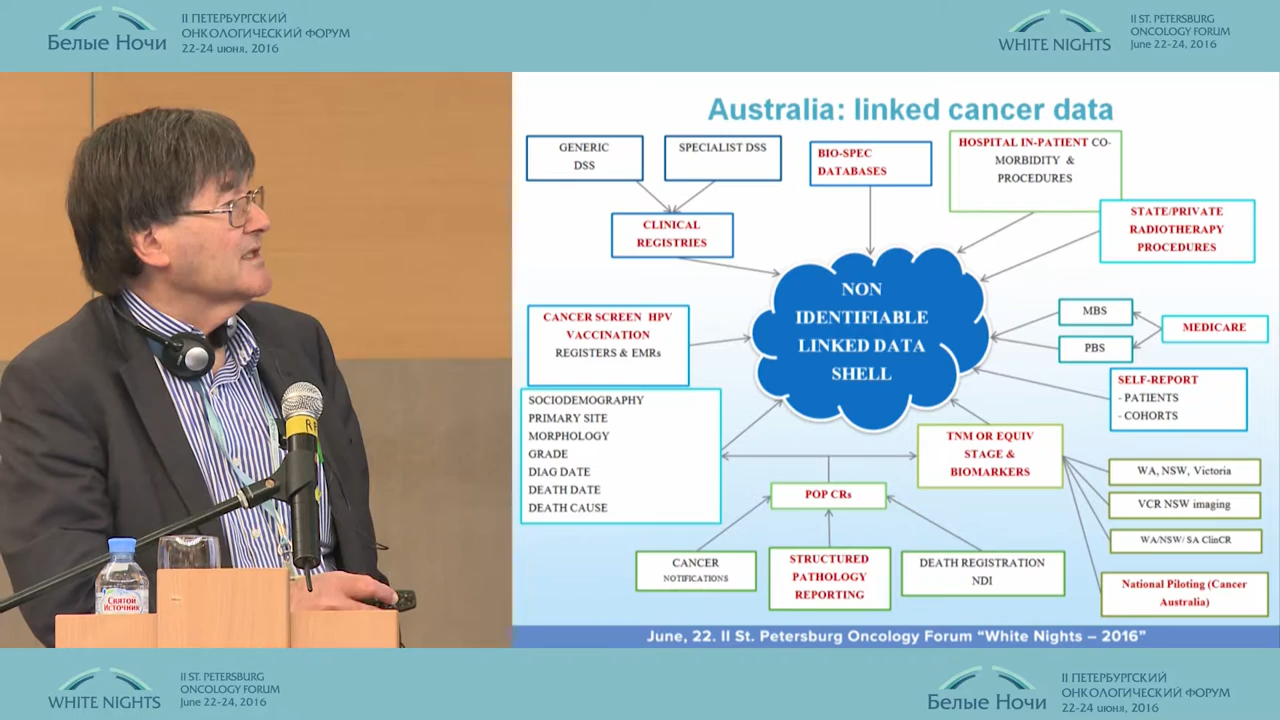 Белые Ночи
II ПЕТЕРБУРГСКИЙ
ОНКОЛОГИЧЕСКИЙ ФОРУМ
22-24 июня, 2016
WHITE NIGHTS
II ST. PETERSBURG
ONCOLOGY FORUM
June 22-24, 2016
Australia: linked cancer data
GENERIC
DSS
SPECIALIST DSS
BIO-SPEC
DATABASES
HOSPITAL IN-PATIENT CO-
MORBIDITY &
PROCEDURES
CLINICAL
REGISTRIES
STATE/PRIVATE
RADIOTHERAPY
PROCEDURES
NON
IDENTIFIABLE
LINKED DATA
SHELL
CANCER SCREEN HPV
VACCINATION
REGISTERS & EMRs
MBS
PBS
MEDICARE
SELF-REPORT
- PATIENTS
- COHORTS
SOCIODEMOGRAPHY
PRIMARY SITE
MORPHOLOGY
GRADE
DIAG DATE
DEATH DATE
DEATH CAUSE
TNM OR EQUIV
STAGE &
BIOMARKERS
POP CRs
WA, NSW, Victoria
VCR NSW imaging
WA/NSW/ SA ClinCR
National Piloting (Cancer
Australia)
CANCER
NOTIFICATIONS
STRUCTURED
PATHOLOGY
REPORTING
DEATH REGISTRATION
NDI
June, 22. II St. Petersburg Oncology Forum “White Nights – 2016”
Святой
Источник
WHITE NIGHTS
II ST. PETERSBURG
ONCOLOGY FORUM
June 22-24, 2016
Белые Ночи
II ПЕТЕРБУРГСКИЙ
ОНКОЛОГИЧЕСКИЙ ФОРУМ
22-24 июня, 2016